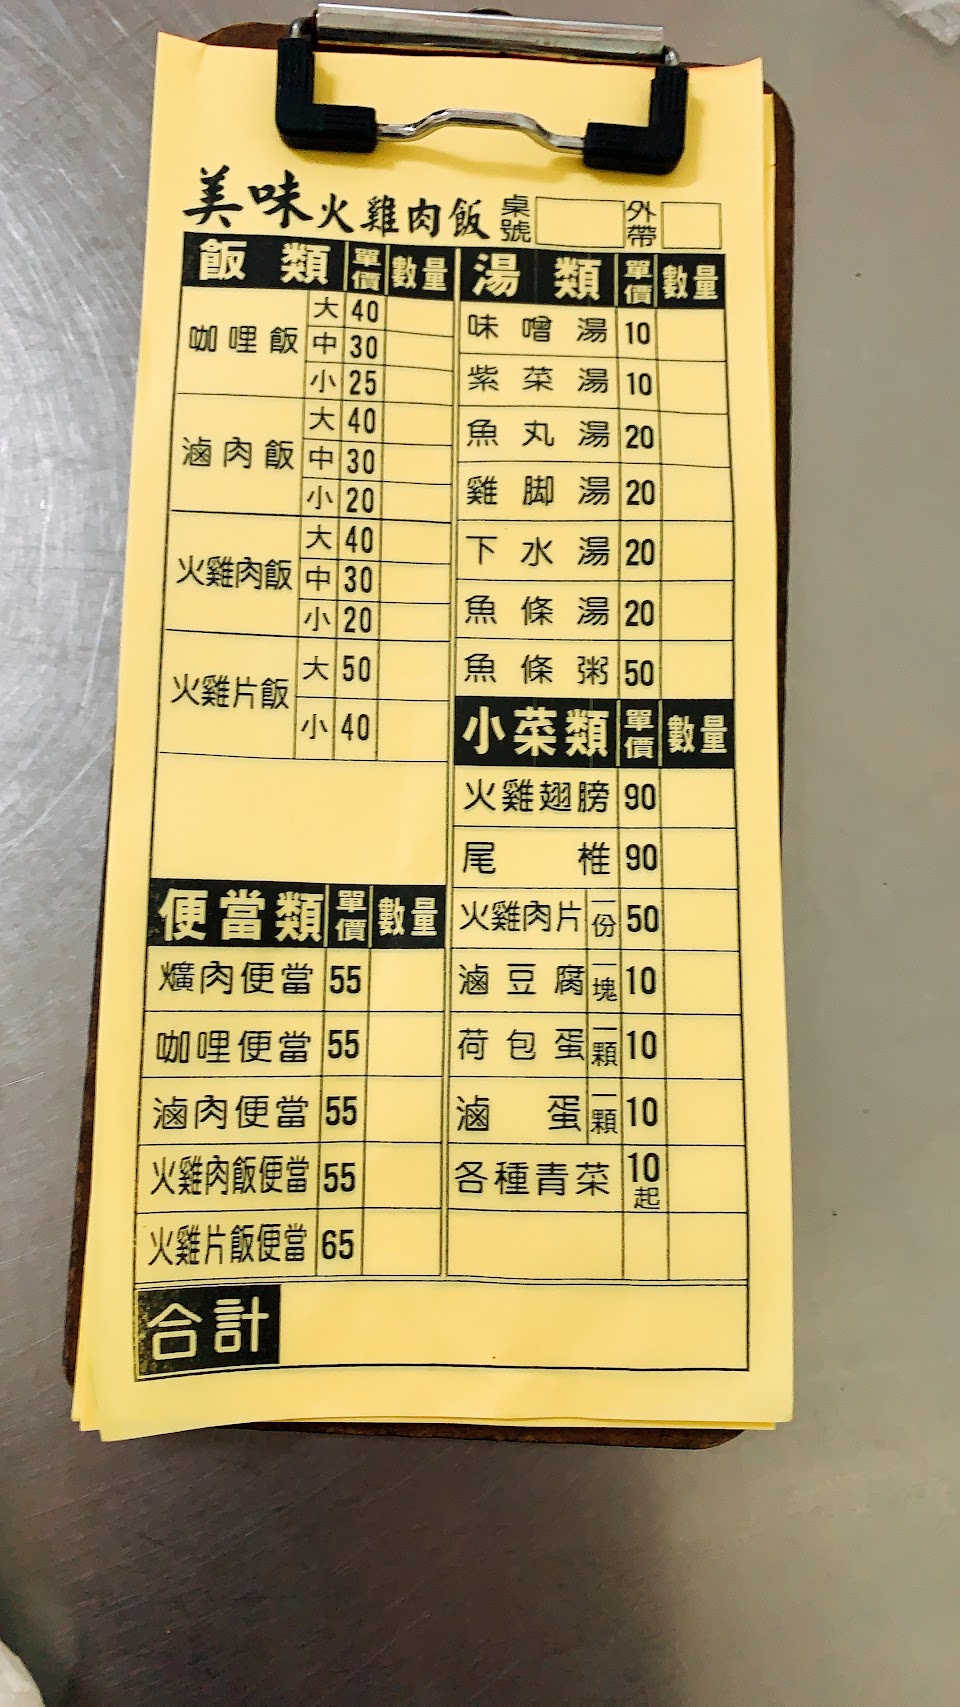 美味火雞肉飯 桌號 外帶
飯類 單價 數量
咖哩飯 大 40
中 30
小 25
滷肉飯 大 40
中 30
小 20
火雞肉飯 大 40
中 30
小 20
火雞片飯 大 50
小 40
便當類 單價 數量
爌肉便當 55
咖哩便當 55
滷肉便當 55
火雞肉飯便當 55
火雞片飯便當 65
湯類 單價 數量
味噌湯 10
紫菜湯 10
魚丸湯 20
雞脚湯 20
下水湯 20
魚條湯 20
魚條粥 50
小菜類 單價 數量
火雞翅膀 90
尾椎 90
火雞肉片 一份 50
滷豆腐 一塊 10
荷包蛋 一顆 10
滷蛋 一顆 10
各種青菜 10起
合計